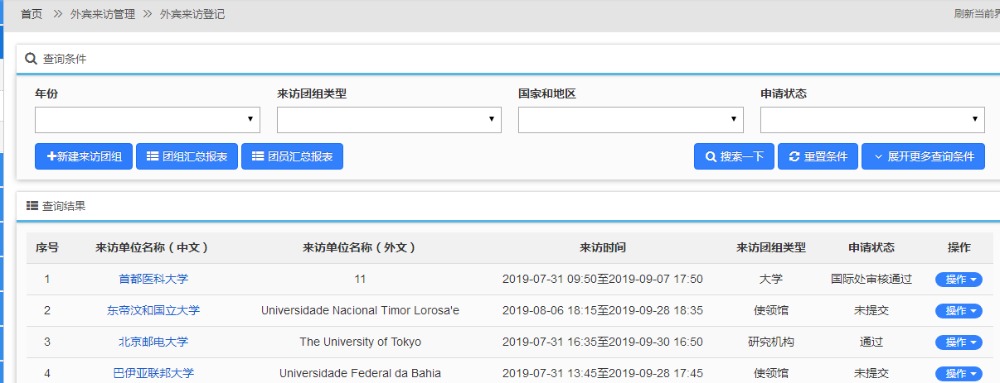 首页 >> 外宾来访管理 >> 外宾来访登记 刷新当前
查询条件
年份 来访团组类型 国家和地区 申请状态
新建来访团组 团组汇总报表 团员汇总报表 搜索一下 重置条件 展开更多查询条件
查询结果
序号 来访单位名称（中文） 来访单位名称（外文） 来访时间 来访团组类型 申请状态 操作
1 首都医科大学 11 2019-07-31 09:50至2019-09-07 17:50 大学 国际处审核通过 操作
2 东帝汶和国立大学 Universidade Nacional Timor Lorosa'e 2019-08-06 18:15至2019-09-28 18:35 使领馆 未提交 操作
3 北京邮电大学 The University of Tokyo 2019-07-31 16:35至2019-09-30 16:50 研究机构 通过 操作
4 巴伊亚联邦大学 Universidade Federal da Bahia 2019-07-31 13:45至2019-09-28 17:45 使领馆 未提交 操作